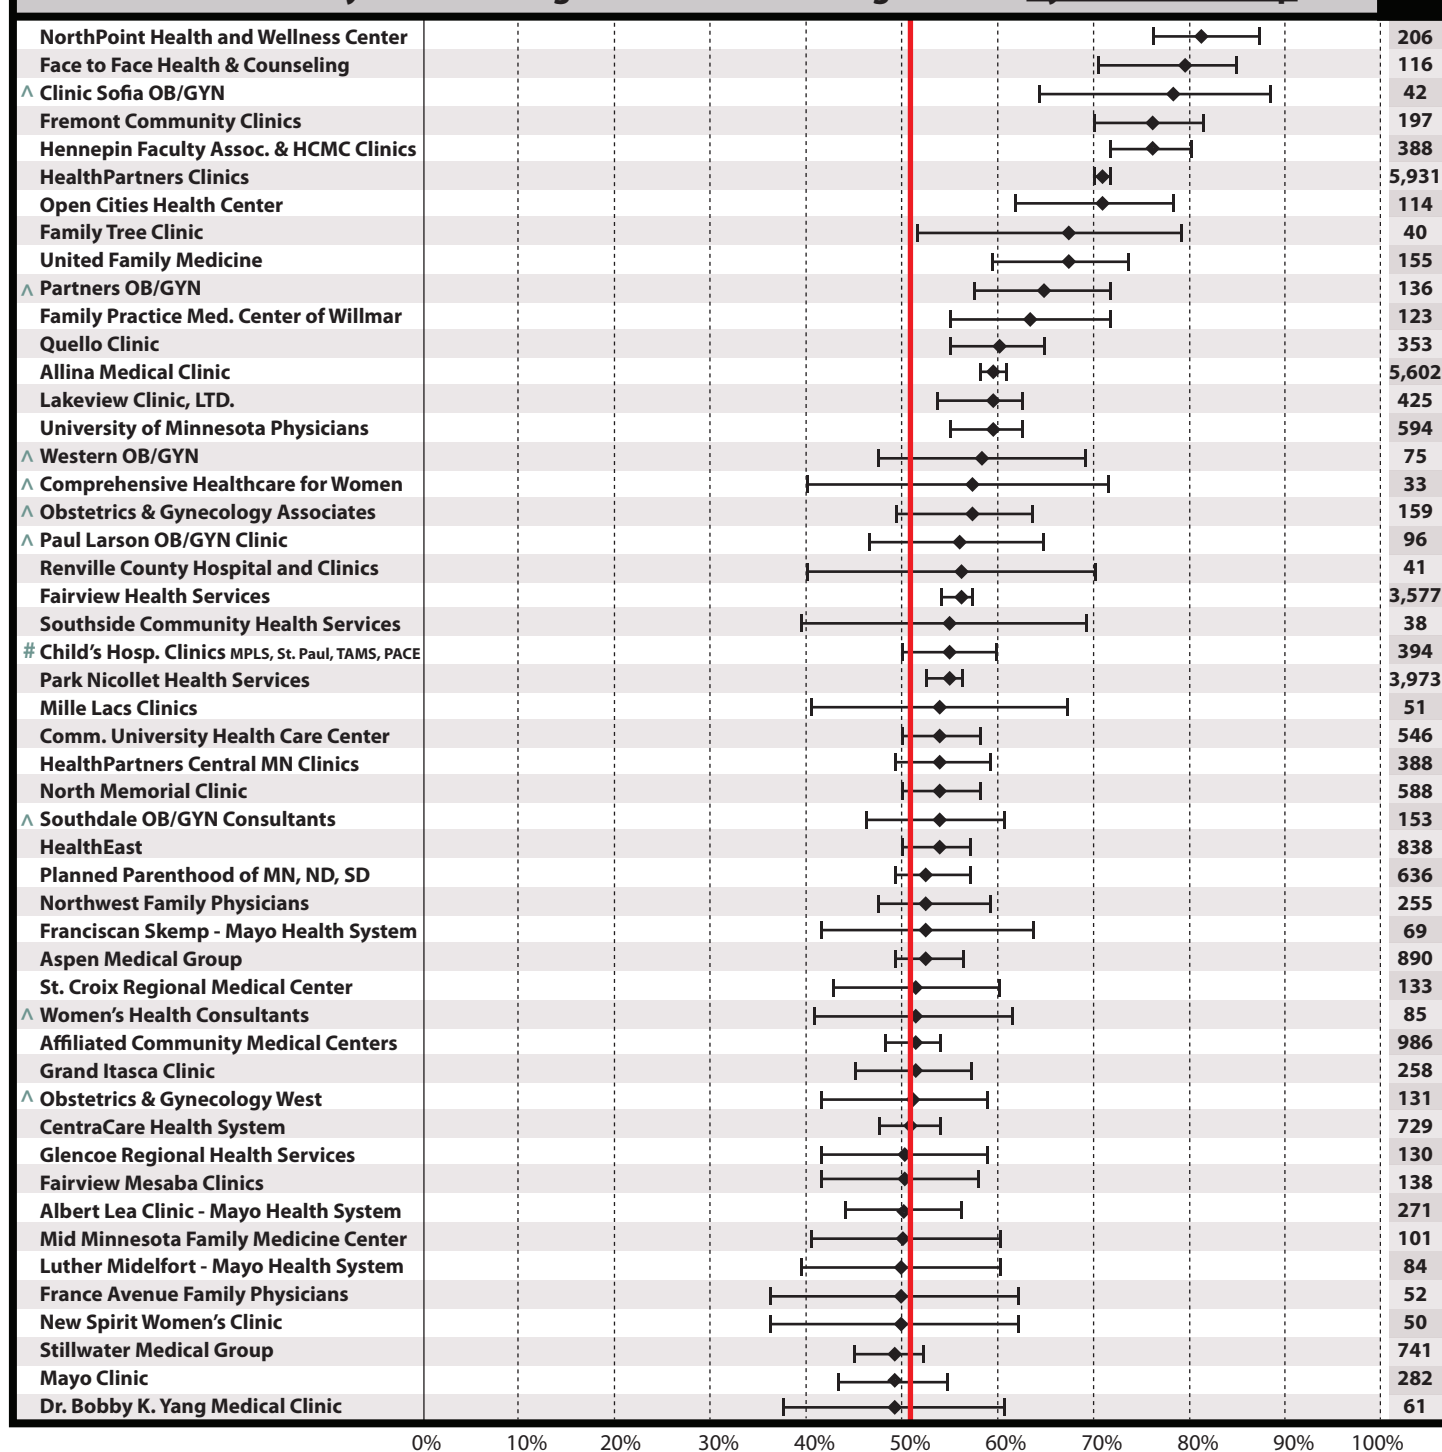 NorthPoint Health and Wellness Center 206
Face to Face Health & Counseling 116
^ Clinic Sofia OB/GYN 42
Fremont Community Clinics 197
Hennepin Faculty Assoc. & HCMC Clinics 388
HealthPartners Clinics 5,931
Open Cities Health Center 114
Family Tree Clinic 40
United Family Medicine 155
^ Partners OB/GYN 136
Family Practice Med. Center of Willmar 123
Quello Clinic 353
Allina Medical Clinic 5,602
Lakeview Clinic, LTD. 425
University of Minnesota Physicians 594
^ Western OB/GYN 75
^ Comprehensive Healthcare for Women 33
^ Obstetrics & Gynecology Associates 159
^ Paul Larson OB/GYN Clinic 96
Renville County Hospital and Clinics 41
Fairview Health Services 3,577
Southside Community Health Services 38
# Child's Hosp. Clinics MPLS, St. Paul, TAMS, PACE 394
Park Nicollet Health Services 3,973
Mille Lacs Clinics 51
Comm. University Health Care Center 546
HealthPartners Central MN Clinics 388
North Memorial Clinic 588
^ Southdale OB/GYN Consultants 153
HealthEast 838
Planned Parenthood of MN, ND, SD 636
Northwest Family Physicians 255
Franciscan Skemp - Mayo Health System 69
Aspen Medical Group 890
St. Croix Regional Medical Center 133
^ Women's Health Consultants 85
Affiliated Community Medical Centers 986
Grand Itasca Clinic 258
^ Obstetrics & Gynecology West 131
CentraCare Health System 729
Glencoe Regional Health Services 130
Fairview Mesaba Clinics 138
Albert Lea Clinic - Mayo Health System 271
Mid Minnesota Family Medicine Center 101
Luther Midelfort - Mayo Health System 84
France Avenue Family Physicians 52
New Spirit Women's Clinic 50
Stillwater Medical Group 741
Mayo Clinic 282
Dr. Bobby K. Yang Medical Clinic 61
0% 10% 20% 30% 40% 50% 60% 70% 80% 90% 100%